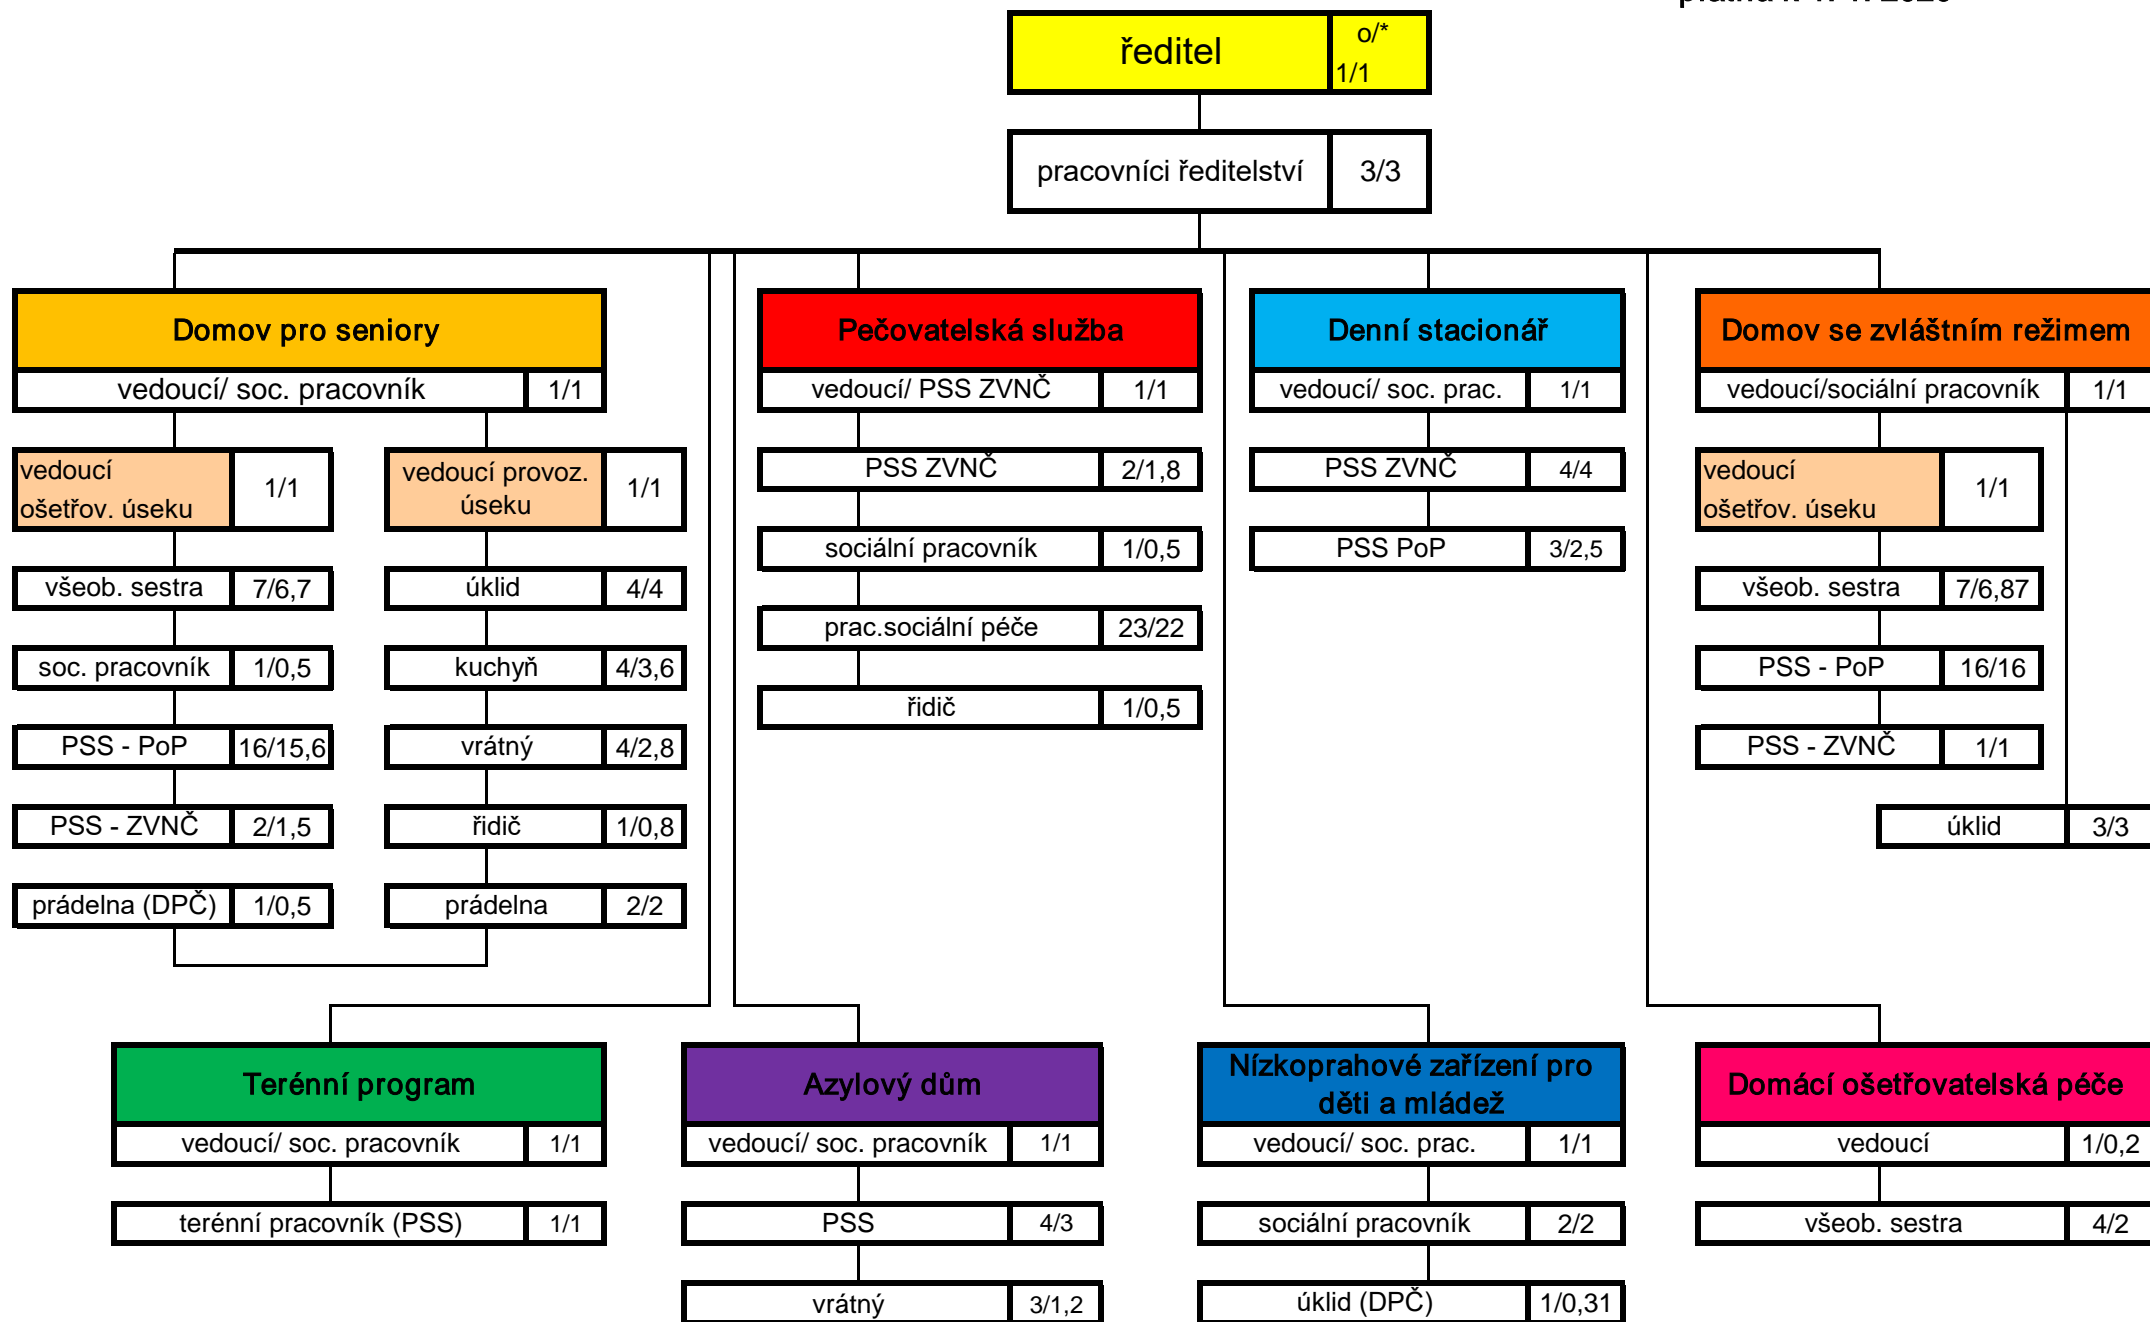 ředitel
o/*
1/1
pracovníci ředitelství
3/3
Domov pro seniory
vedoucí/ soc. pracovník
1/1
vedoucí
ošetřov. úseku
1/1
všeob. sestra
7/6,7
soc. pracovník
1/0,5
PSS - PoP
16/15,6
PSS - ZVNČ
2/1,5
prádelna (DPČ)
1/0,5
vedoucí provoz.
úseku
1/1
úklid
4/4
kuchyň
4/3,6
vrátný
4/2,8
řidič
1/0,8
prádelna
2/2
Pečovatelská služba
vedoucí/ PSS ZVNČ
1/1
PSS ZVNČ
2/1,8
sociální pracovník
1/0,5
prac.sociální péče
23/22
řidič
1/0,5
Denní stacionář
vedoucí/ soc. prac.
1/1
PSS ZVNČ
4/4
PSS PoP
3/2,5
Domov se zvláštním režimem
vedoucí/sociální pracovník
1/1
vedoucí
ošetřov. úseku
1/1
všeob. sestra
7/6,87
PSS - PoP
16/16
PSS - ZVNČ
1/1
úklid
3/3
Terénní program
vedoucí/ soc. pracovník
1/1
terénní pracovník (PSS)
1/1
Azylový dům
vedoucí/ soc. pracovník
1/1
PSS
4/3
vrátný
3/1,2
Nízkoprahové zařízení pro
děti a mládež
vedoucí/ soc. prac.
1/1
sociální pracovník
2/2
úklid (DPČ)
1/0,31
Domácí ošetřovatelská péče
vedoucí
1/0,2
všeob. sestra
4/2